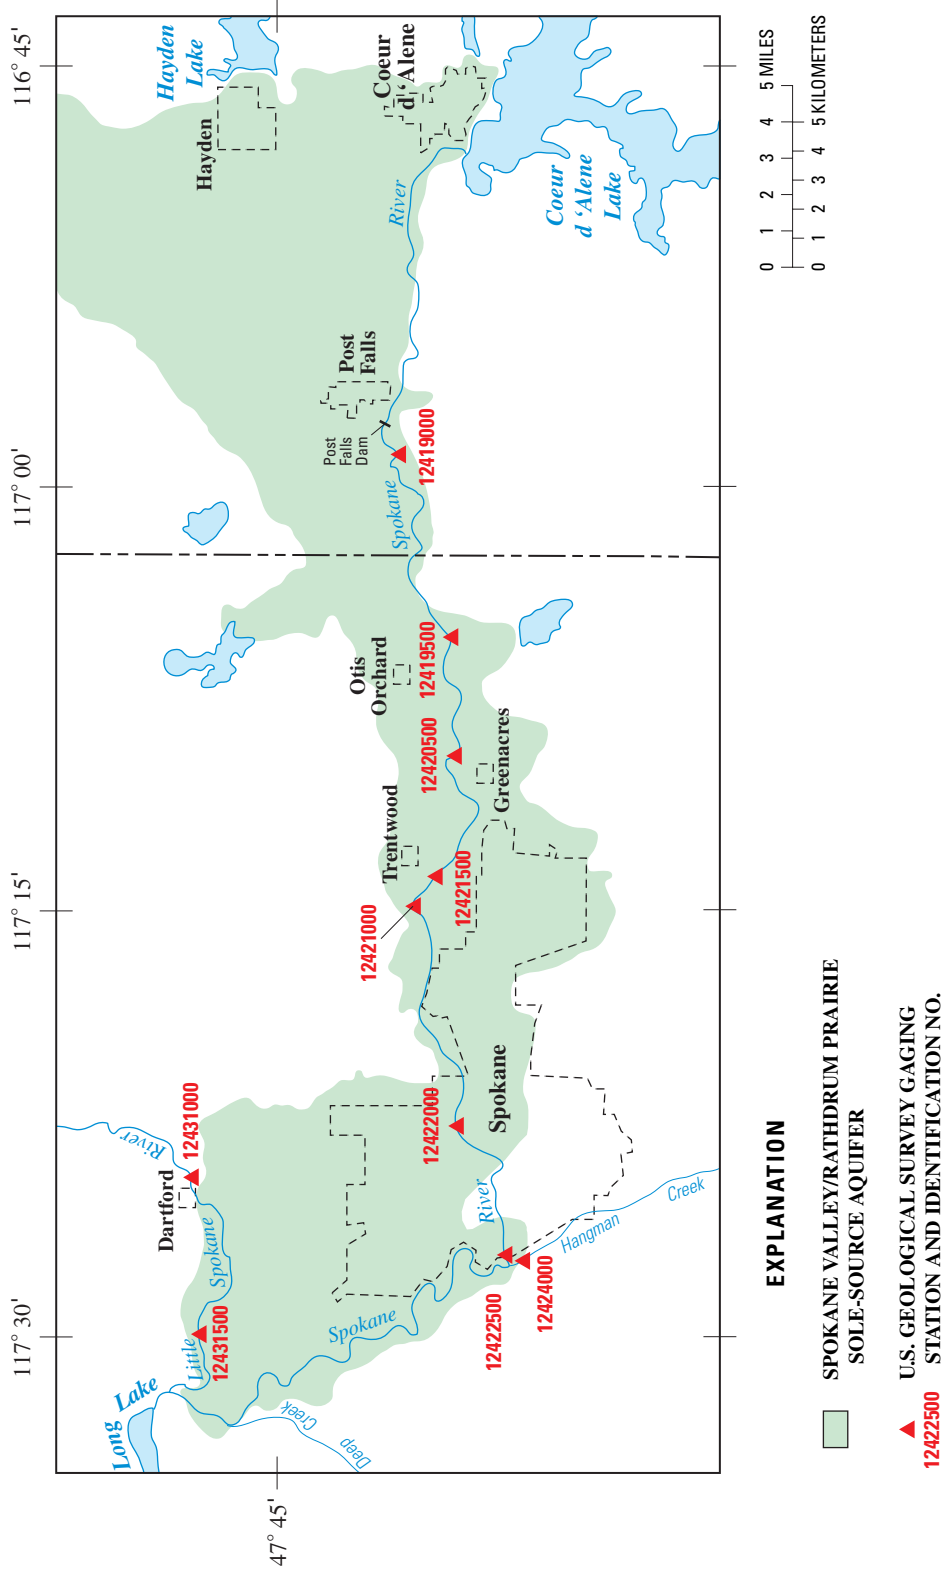 117° 30'
117° 15'
117° 00'
116° 45'
47° 45'
Long Lake
Little
Spokane
River
Dartford
12431500
12431000
Deep
Creek
Spokane
River
12422500
12424000
Hangman
Creek
Spokane
12422000
12421000
12421500
Trentwood
Greenacres
12420500
12419500
Otis
Orchard
Spokane
12419000
Post
Falls
Dam
Post
Falls
River
Hayden
Hayden
Lake
Coeur
d 'Alene
Coeur
d 'Alene
Lake
0 1 2 3 4 5 MILES
0 1 2 3 4 5 KILOMETERS
EXPLANATION
SPOKANE VALLEY/RATHDRUM PRAIRIE
SOLE-SOURCE AQUIFER
12422500
U.S. GEOLOGICAL SURVEY GAGING
STATION AND IDENTIFICATION NO.